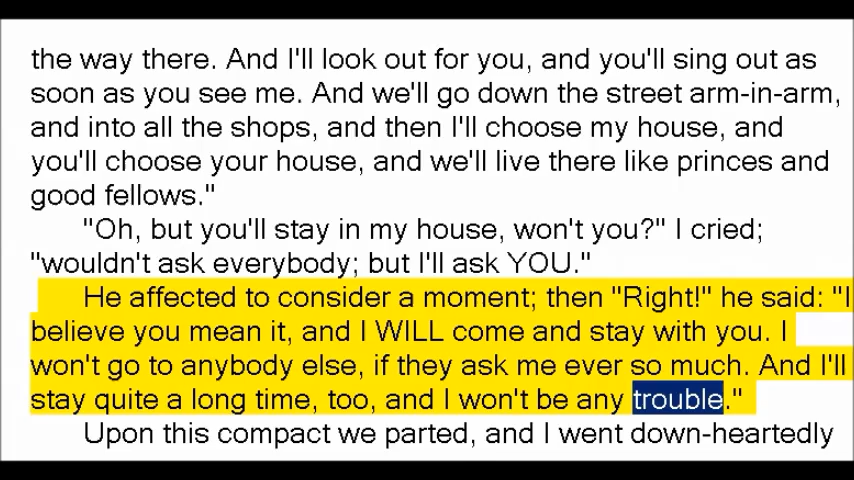 the way there. And I'll look out for you, and you'll sing out as
soon as you see me. And we'll go down the street arm-in-arm,
and into all the shops, and then I'll choose my house, and
you'll choose your house, and we'll live there like princes and
good fellows."
"Oh, but you'll stay in my house, won't you?" I cried;
"wouldn't ask everybody; but I'll ask YOU."
He affected to consider a moment; then "Right!" he said: "I
believe you mean it, and I WILL come and stay with you. I
won't go to anybody else, if they ask me ever so much. And I'll
stay quite a long time, too, and I won't be any trouble."
Upon this compact we parted, and I went down-heartedly